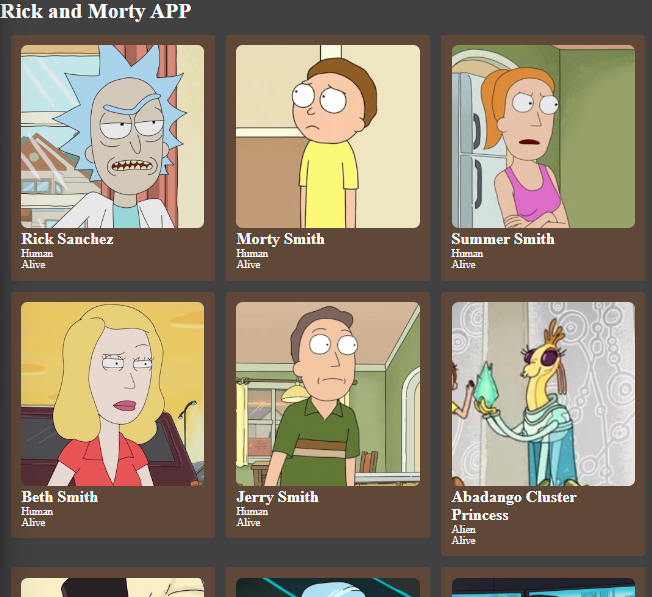 Rick and Morty APP
Rick Sanchez
Human
Alive
Morty Smith
Human
Alive
Summer Smith
Human
Alive
Beth Smith
Human
Alive
Jerry Smith
Human
Alive
Abadango Cluster
Princess
Alien
Alive